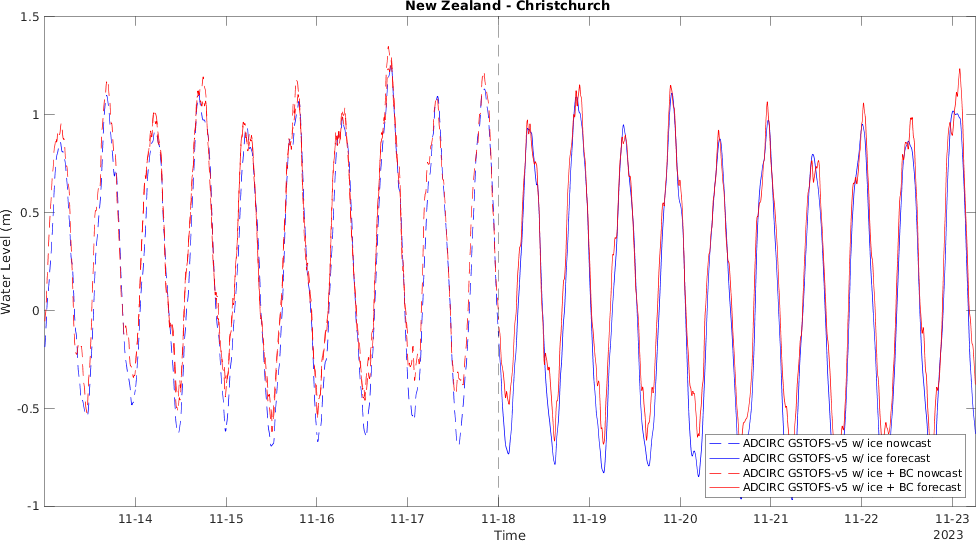 New Zealand - Christchurch
1.5
1
0.5
0
-0.5
-1
Water Level (m)
11-14 11-15 11-16 11-17 11-18 11-19 11-20 11-21 11-22 11-23
Time
2023
ADCIRC GSTOFS-v5 w/ ice nowcast
ADCIRC GSTOFS-v5 w/ ice forecast
ADCIRC GSTOFS-v5 w/ ice + BC nowcast
ADCIRC GSTOFS-v5 w/ ice + BC forecast